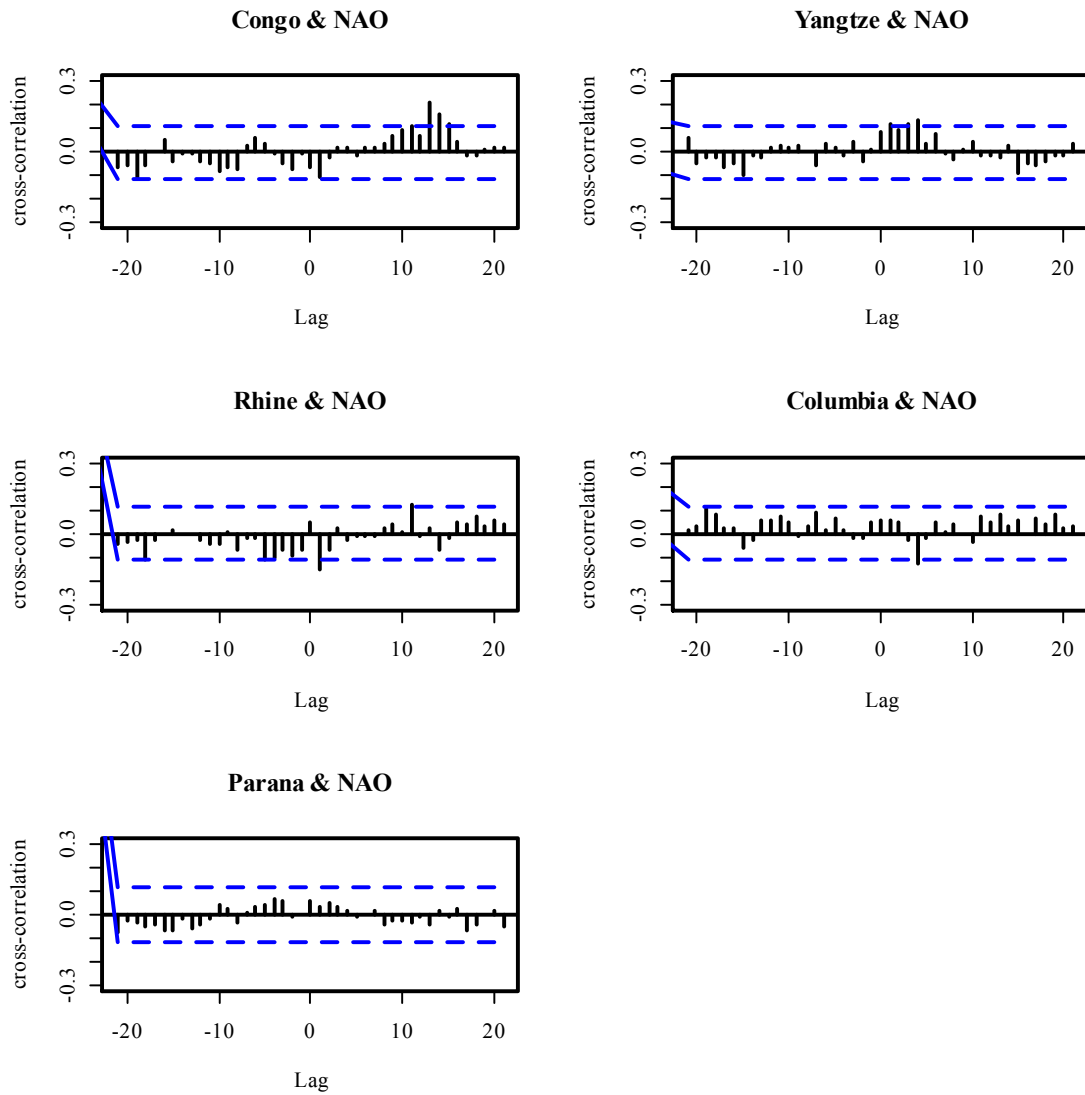 Congo & NAO
cross-correlation
0.3
0.0
-0.3
-20 -10 0 10 20
Lag
Yangtze & NAO
cross-correlation
0.3
0.0
-0.3
-20 -10 0 10 20
Lag
Rhine & NAO
cross-correlation
0.3
0.0
-0.3
-20 -10 0 10 20
Lag
Columbia & NAO
cross-correlation
0.3
0.0
-0.3
-20 -10 0 10 20
Lag
Parana & NAO
cross-correlation
0.3
0.0
-0.3
-20 -10 0 10 20
Lag